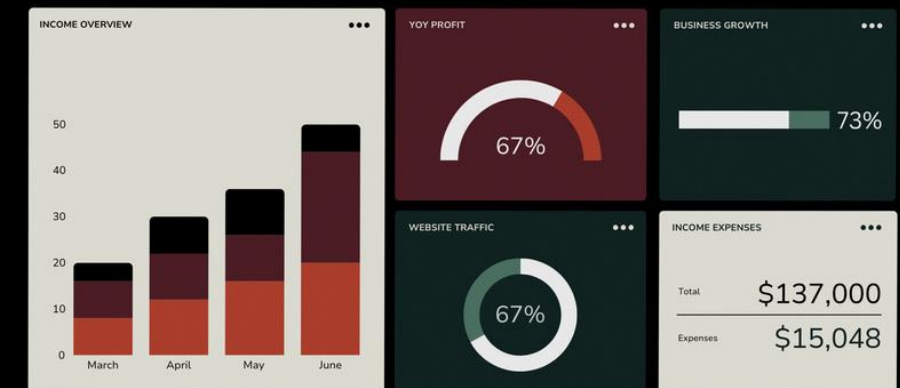 INCOME OVERVIEW
50
40
30
20
10
0
March April May June
YOY PROFIT
67%
BUSINESS GROWTH
73%
WEBSITE TRAFFIC
67%
INCOME EXPENSES
Total $137,000
Expenses $15,048